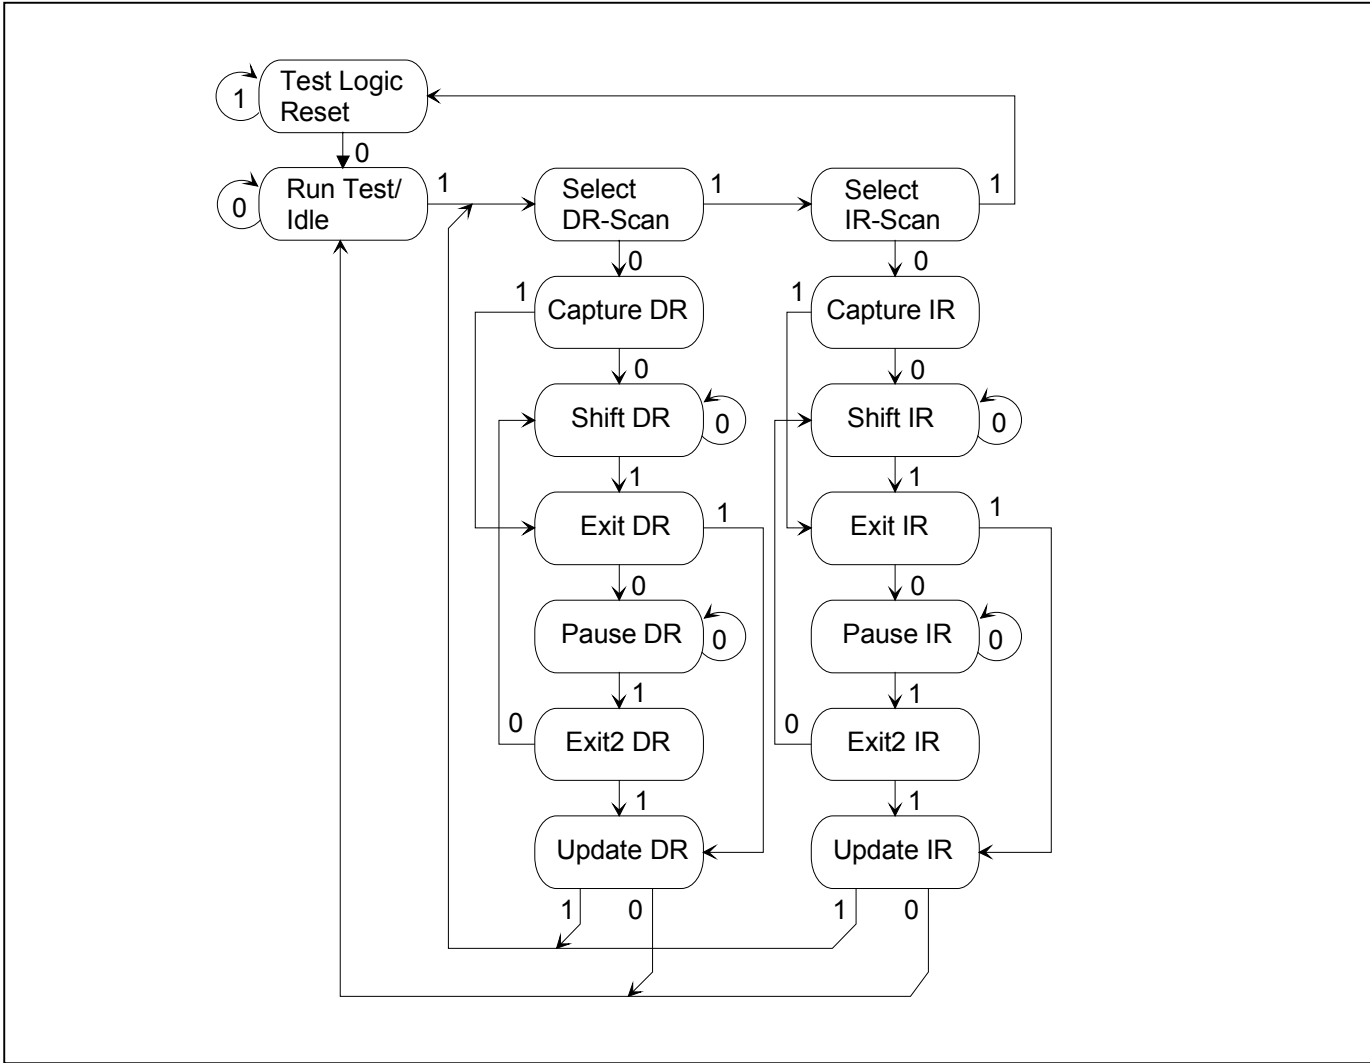 Test Logic
Reset
1
0
Run Test/
Idle
0
1
Select
DR-Scan
1
Select
IR-Scan
1
0
0
1
Capture DR
1
Capture IR
0
0
Shift DR
0
Shift IR
0
1
1
Exit DR
1
Exit IR
1
0
0
Pause DR
0
Pause IR
0
1
1
0
Exit2 DR
0
Exit2 IR
1
1
Update DR
Update IR
1
0
1
0